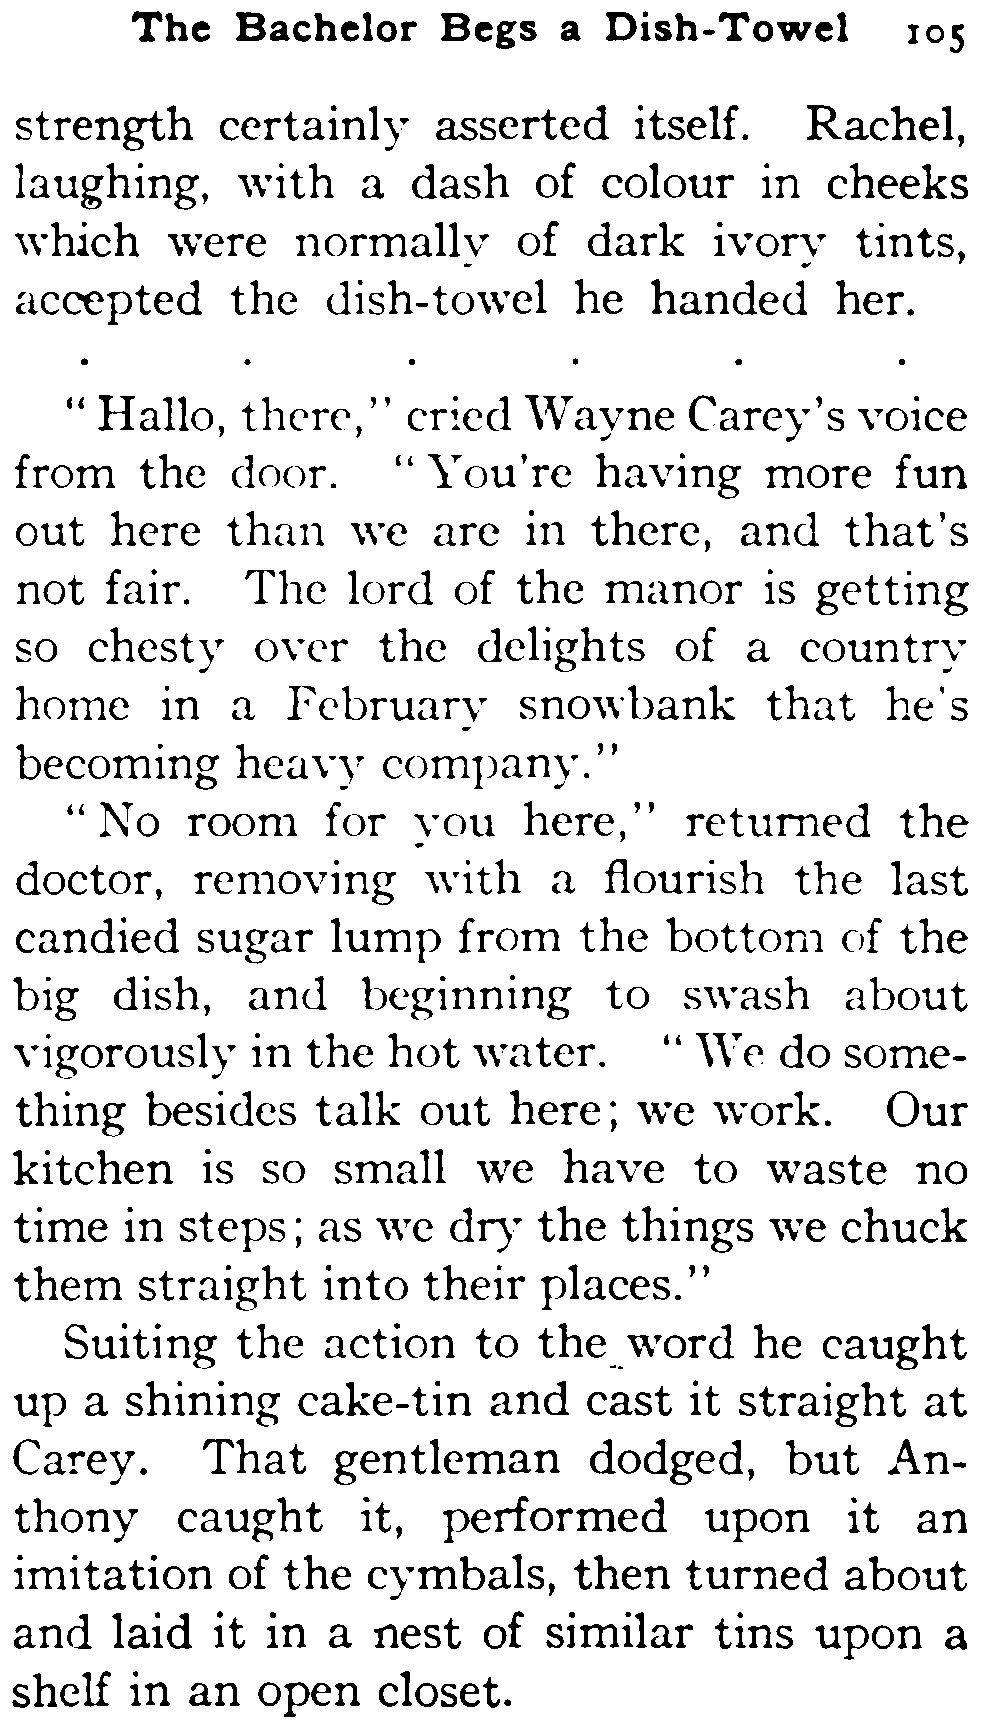 The Bachelor Begs a Dish-Towel 105
strength certainly asserted itself. Rachel,
laughing, with a dash of colour in cheeks
which were normally of dark ivory tints,
accepted the dish-towel he handed her.
. . . . . .
"Hallo, there," cried Wayne Carey's voice
from the door. "You're having more fun
out here than we are in there, and that's
not fair. The lord of the manor is getting
so chesty over the delights of a country
home in a February snowbank that he's
becoming heavy company."
"No room for you here," returned the
doctor, removing with a flourish the last
candied sugar lump from the bottom of the
big dish, and beginning to swash about
vigorously in the hot water. "We do some-
thing besides talk out here; we work. Our
kitchen is so small we have to waste no
time in steps; as we dry the things we chuck
them straight into their places."
Suiting the action to the word he caught
up a shining cake-tin and cast it straight at
Carey. That gentleman dodged, but An-
thony caught it, performed upon it an
imitation of the cymbals, then turned about
and laid it in a nest of similar tins upon a
shelf in an open closet.